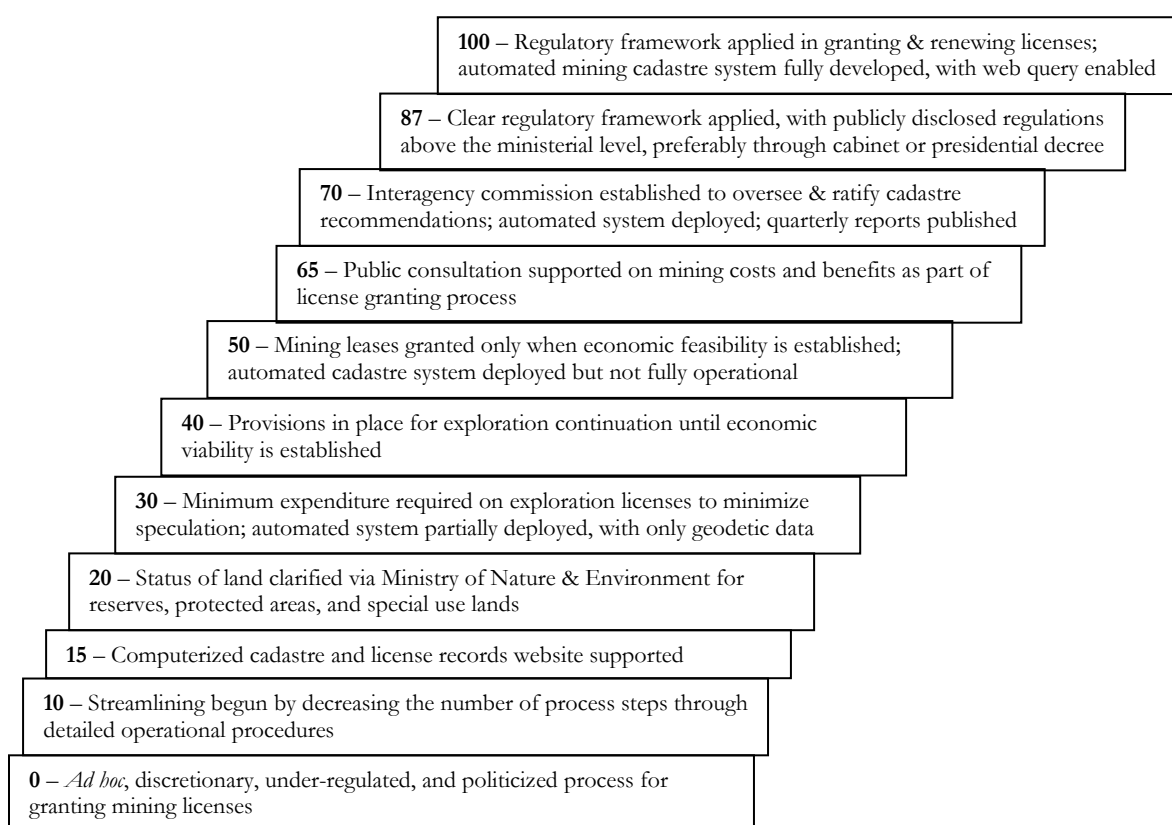 100 – Regulatory framework applied in granting & renewing licenses;
automated mining cadastre system fully developed, with web query enabled
87 – Clear regulatory framework applied, with publicly disclosed regulations
above the ministerial level, preferably through cabinet or presidential decree
70 – Interagency commission established to oversee & ratify cadastre
recommendations; automated system deployed; quarterly reports published
65 – Public consultation supported on mining costs and benefits as part of
license granting process
50 – Mining leases granted only when economic feasibility is established;
automated cadastre system deployed but not fully operational
40 – Provisions in place for exploration continuation until economic
viability is established
30 – Minimum expenditure required on exploration licenses to minimize
speculation; automated system partially deployed, with only geodetic data
20 – Status of land clarified via Ministry of Nature & Environment for
reserves, protected areas, and special use lands
15 – Computerized cadastre and license records website supported
10 – Streamlining begun by decreasing the number of process steps through
detailed operational procedures
0 – Ad hoc, discretionary, under-regulated, and politicized process for
granting mining licenses